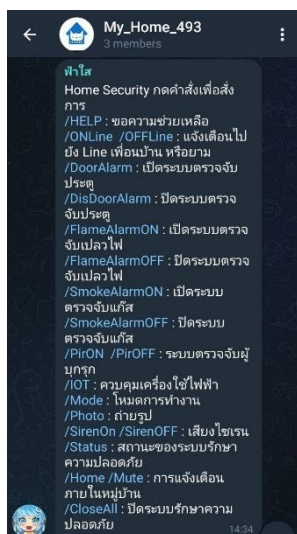 My_Home_493
3 members
ฟ้าใส
Home Security กดคำสั่งเพื่อสั่ง
การ
/HELP : ขอความช่วยเหลือ
/ONLine /OFFLine : แจ้งเตือนไป
ยัง Line เพื่อนบ้าน หรือยาม
/DoorAlarm : เปิดระบบตรวจจับ
ประตู
/DisDoorAlarm : ปิดระบบตรวจ
จับประตู
/FlameAlarmON : เปิดระบบตรวจ
จับเปลวไฟ
/FlameAlarmOFF : ปิดระบบตรวจ
จับเปลวไฟ
/SmokeAlarmON : เปิดระบบ
ตรวจจับแก๊ส
/SmokeAlarmOFF : ปิดระบบ
ตรวจจับแก๊ส
/PirON /PirOFF : ระบบตรวจจับผู้
บุกรุก
/IOT : ควบคุมเครื่องใช้ไฟฟ้า
/Mode : โหมดการทำงาน
/Photo : ถ่ายรูป
/SirenOn /SirenOFF : เสียงไซเรน
/Status : สถานะของระบบรักษา
ความปลอดภัย
/Home /Mute : การแจ้งเตือน
ภายในหมู่บ้าน
/CloseAll : ปิดระบบรักษาความ
ปลอดภัย
14:34